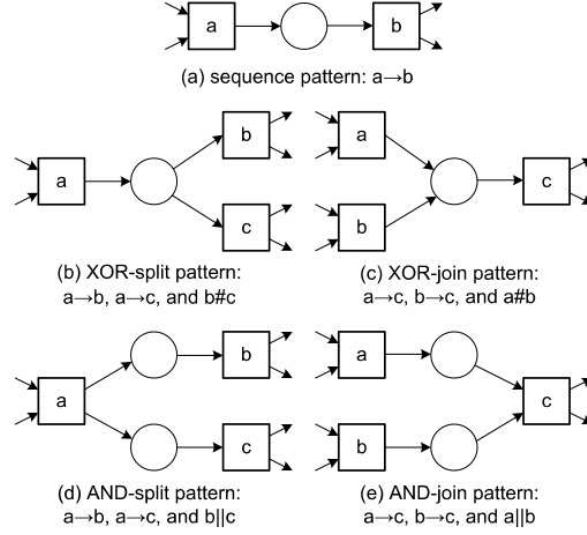 a b
(a) sequence pattern: a→b
b a
a c
c b
(b) XOR-split pattern: (c) XOR-join pattern:
a→b, a→c, and b#c a→c, b→c, and a#b
b a
a c
c b
(d) AND-split pattern: (e) AND-join pattern:
a→b, a→c, and b||c a→c, b→c, and a||b